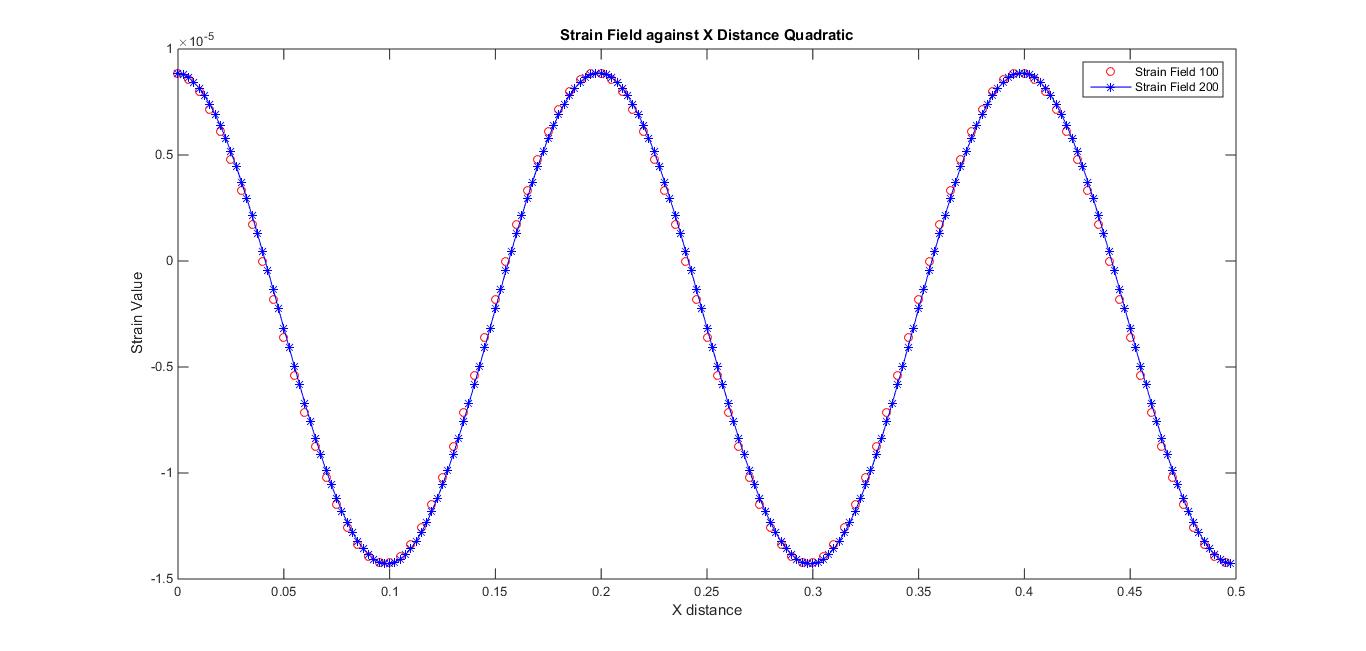 Strain Field against X Distance Quadratic
×10^-5
1
0.5
0
-0.5
-1
-1.5
Strain Value
Strain Field 100
Strain Field 200
0 0.05 0.1 0.15 0.2 0.25 0.3 0.35 0.4 0.45 0.5
X distance